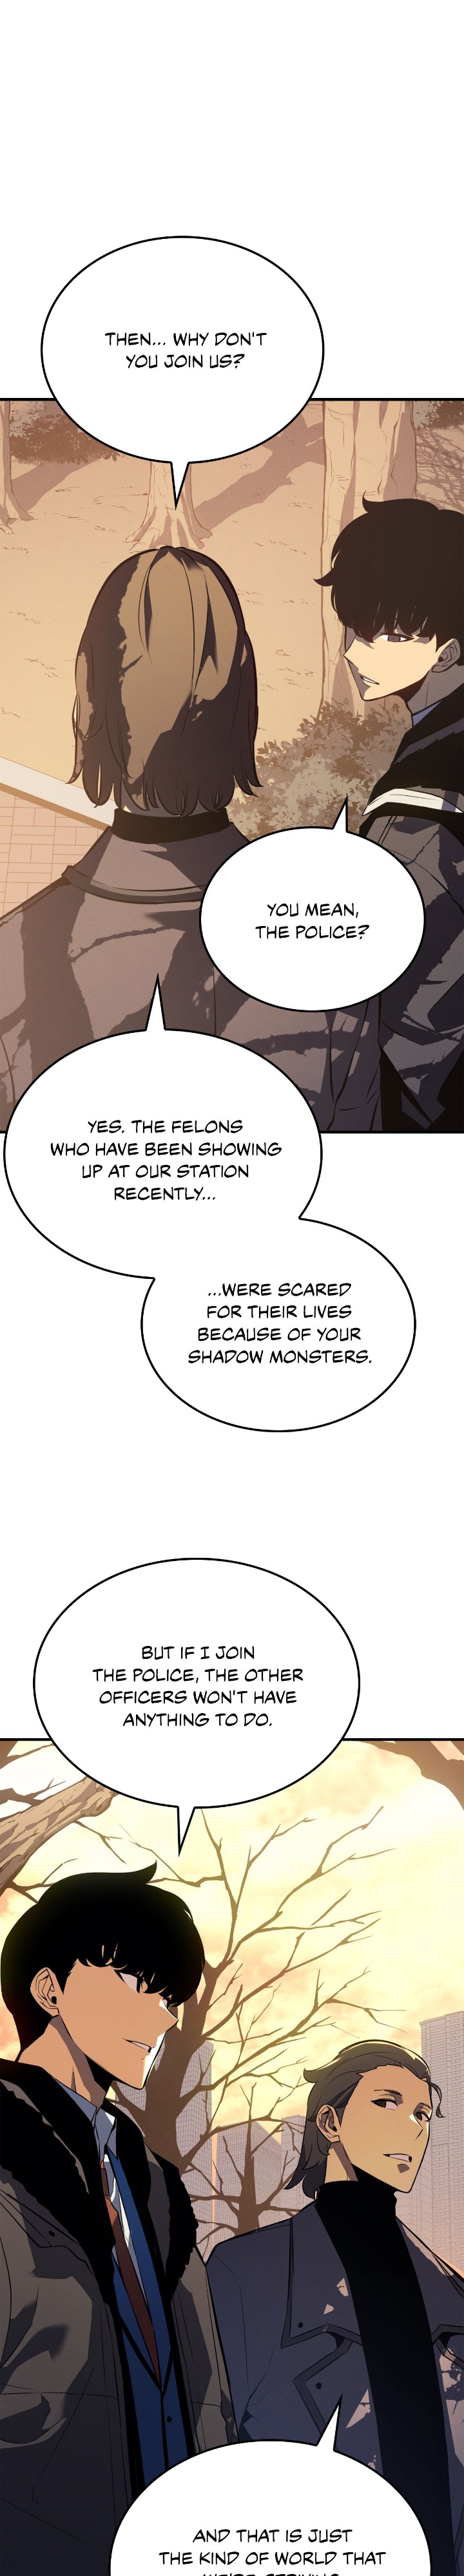 THEN... WHY DON'T
YOU JOIN US?
YOU MEAN,
THE POLICE?
YES. THE FELONS
WHO HAVE BEEN SHOWING
UP AT OUR STATION
RECENTLY...
...WERE SCARED
FOR THEIR LIVES
BECAUSE OF YOUR
SHADOW MONSTERS.
BUT IF I JOIN
THE POLICE, THE OTHER
OFFICERS WON'T HAVE
ANYTHING TO DO.
AND THAT IS JUST
THE KIND OF WORLD THAT